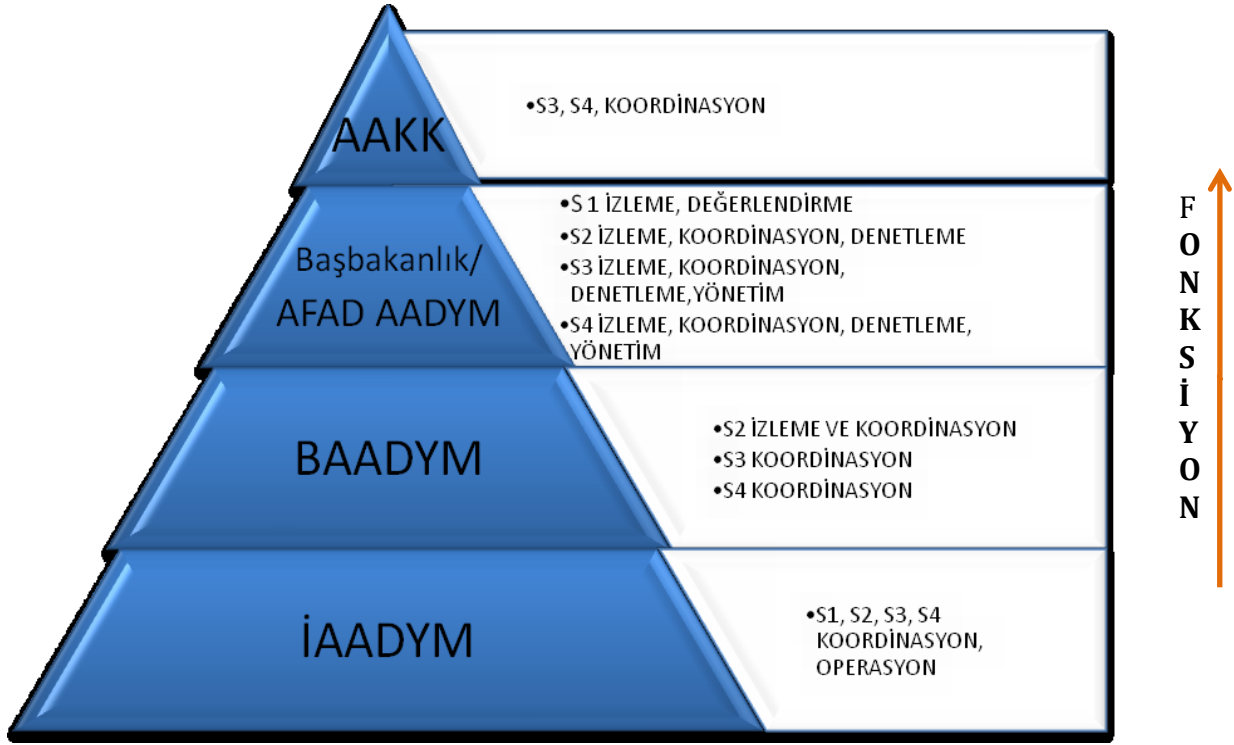 AAKK
•S3, S4, KOORDİNASYON
Başbakanlık/
AFAD AADYM
•S 1 İZLEME, DEĞERLENDİRME
•S2 İZLEME, KOORDİNASYON, DENETLEME
•S3 İZLEME, KOORDİNASYON,
DENETLEME,YÖNETİM
•S4 İZLEME, KOORDİNASYON, DENETLEME,
YÖNETİM
BAADYM
•S2 İZLEME VE KOORDİNASYON
•S3 KOORDİNASYON
•S4 KOORDİNASYON
İAADYM
•S1, S2, S3, S4
KOORDİNASYON,
OPERASYON
F
O
N
K
S
İ
Y
O
N